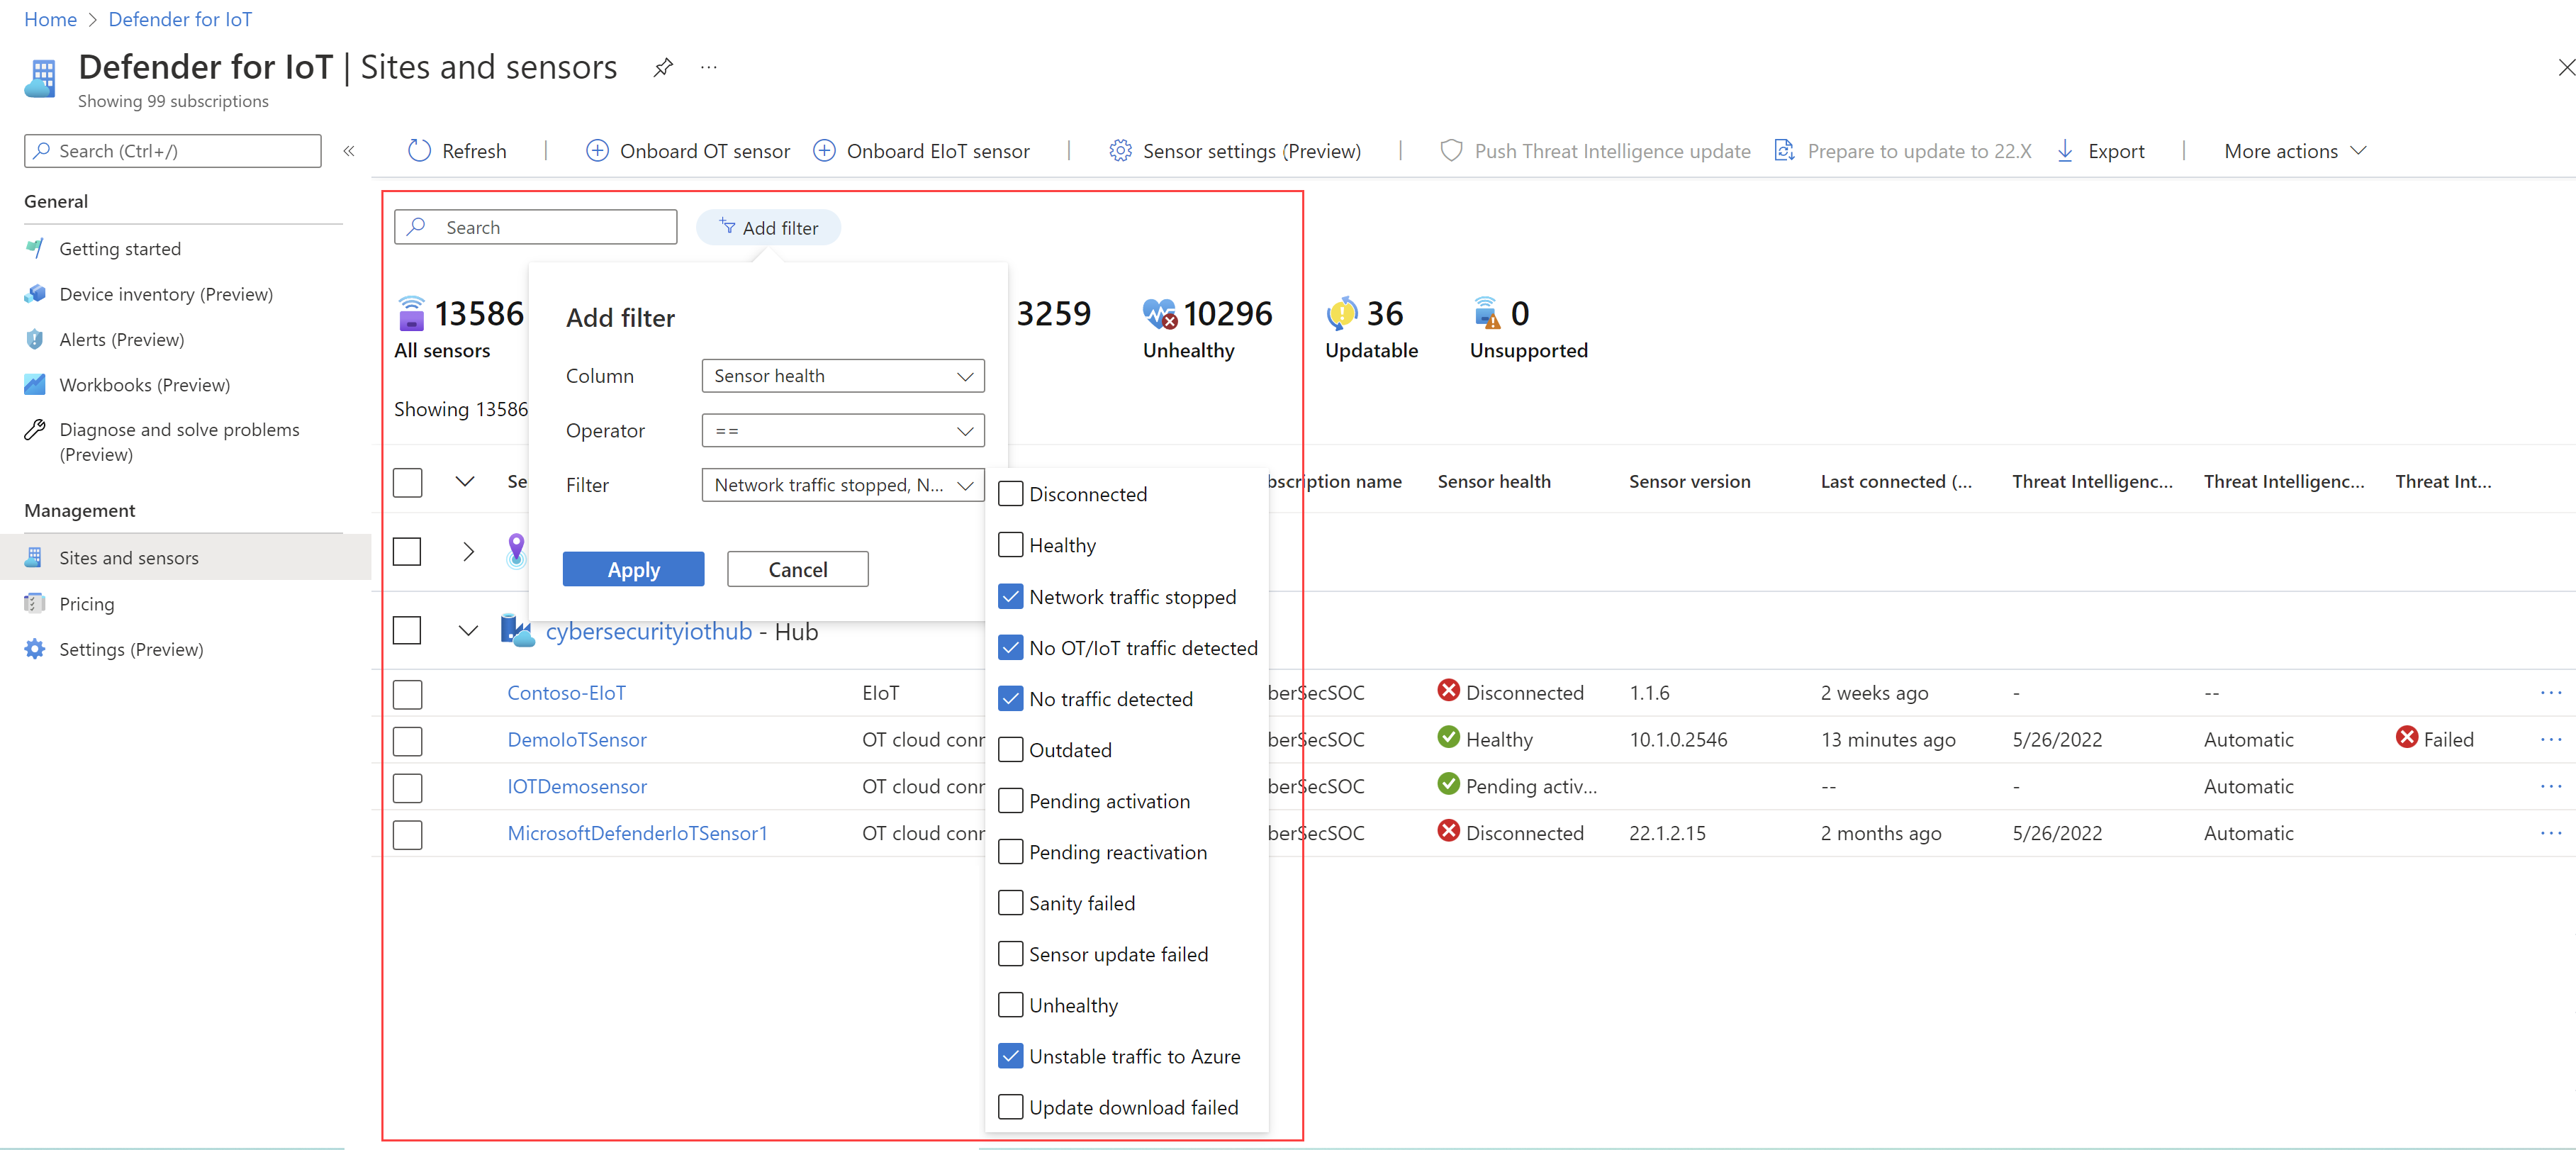 Home > Defender for IoT
Defender for IoT | Sites and sensors ...
Showing 99 subscriptions
Search (Ctrl+/) «
Refresh | Onboard OT sensor Onboard EIoT sensor | Sensor settings (Preview) | Push Threat Intelligence update Prepare to update to 22.X Export | More actions
General
Getting started
Device inventory (Preview)
Alerts (Preview)
Workbooks (Preview)
Diagnose and solve problems
(Preview)
Management
Sites and sensors
Pricing
Settings (Preview)
Search Add filter
13586 3259 10296 36 0
All sensors Unhealthy Updatable Unsupported
Showing 13586
Add filter
Column Sensor health
Operator ==
Filter Network traffic stopped, N...
Apply Cancel
Disconnected
Healthy
Network traffic stopped
No OT/IoT traffic detected
No traffic detected
Outdated
Pending activation
Pending reactivation
Sanity failed
Sensor update failed
Unhealthy
Unstable traffic to Azure
Update download failed
Se bscription name Sensor health Sensor version Last connected (... Threat Intelligenc... Threat Intelligenc... Threat Int...
cybersecurityiothub - Hub
Contoso-EIoT EIoT berSecSOC Disconnected 1.1.6 2 weeks ago - -- ...
DemoIoTSensor OT cloud conn berSecSOC Healthy 10.1.0.2546 13 minutes ago 5/26/2022 Automatic Failed ...
IOTDemosensor OT cloud conn berSecSOC Pending activ... -- - Automatic ...
MicrosoftDefenderIoTSensor1 OT cloud conn berSecSOC Disconnected 22.1.2.15 2 months ago 5/26/2022 Automatic ...